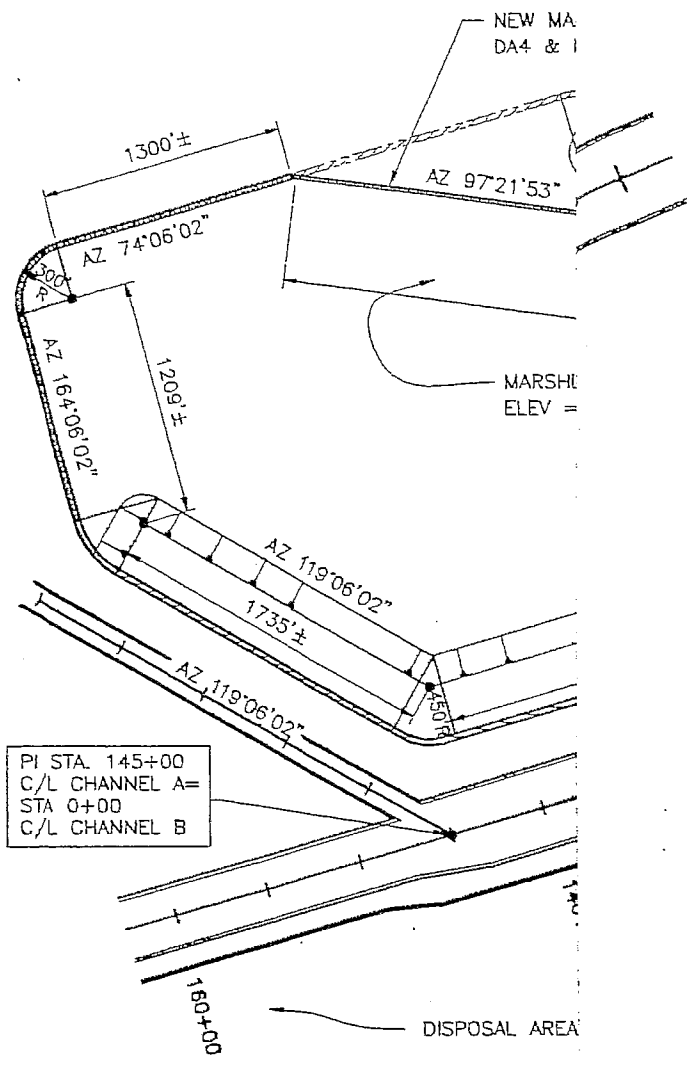 NEW MA
DA4 &
1300'±
AZ 97°21'53"
AZ 74°06'02"
300'
R
1209'±
AZ 164°06'02"
MARSH
ELEV =
AZ 119°06'02"
1735'±
450'R
AZ 119°06'02"
PI STA. 145+00
C/L CHANNEL A=
STA 0+00
C/L CHANNEL B
160+00
DISPOSAL AREA